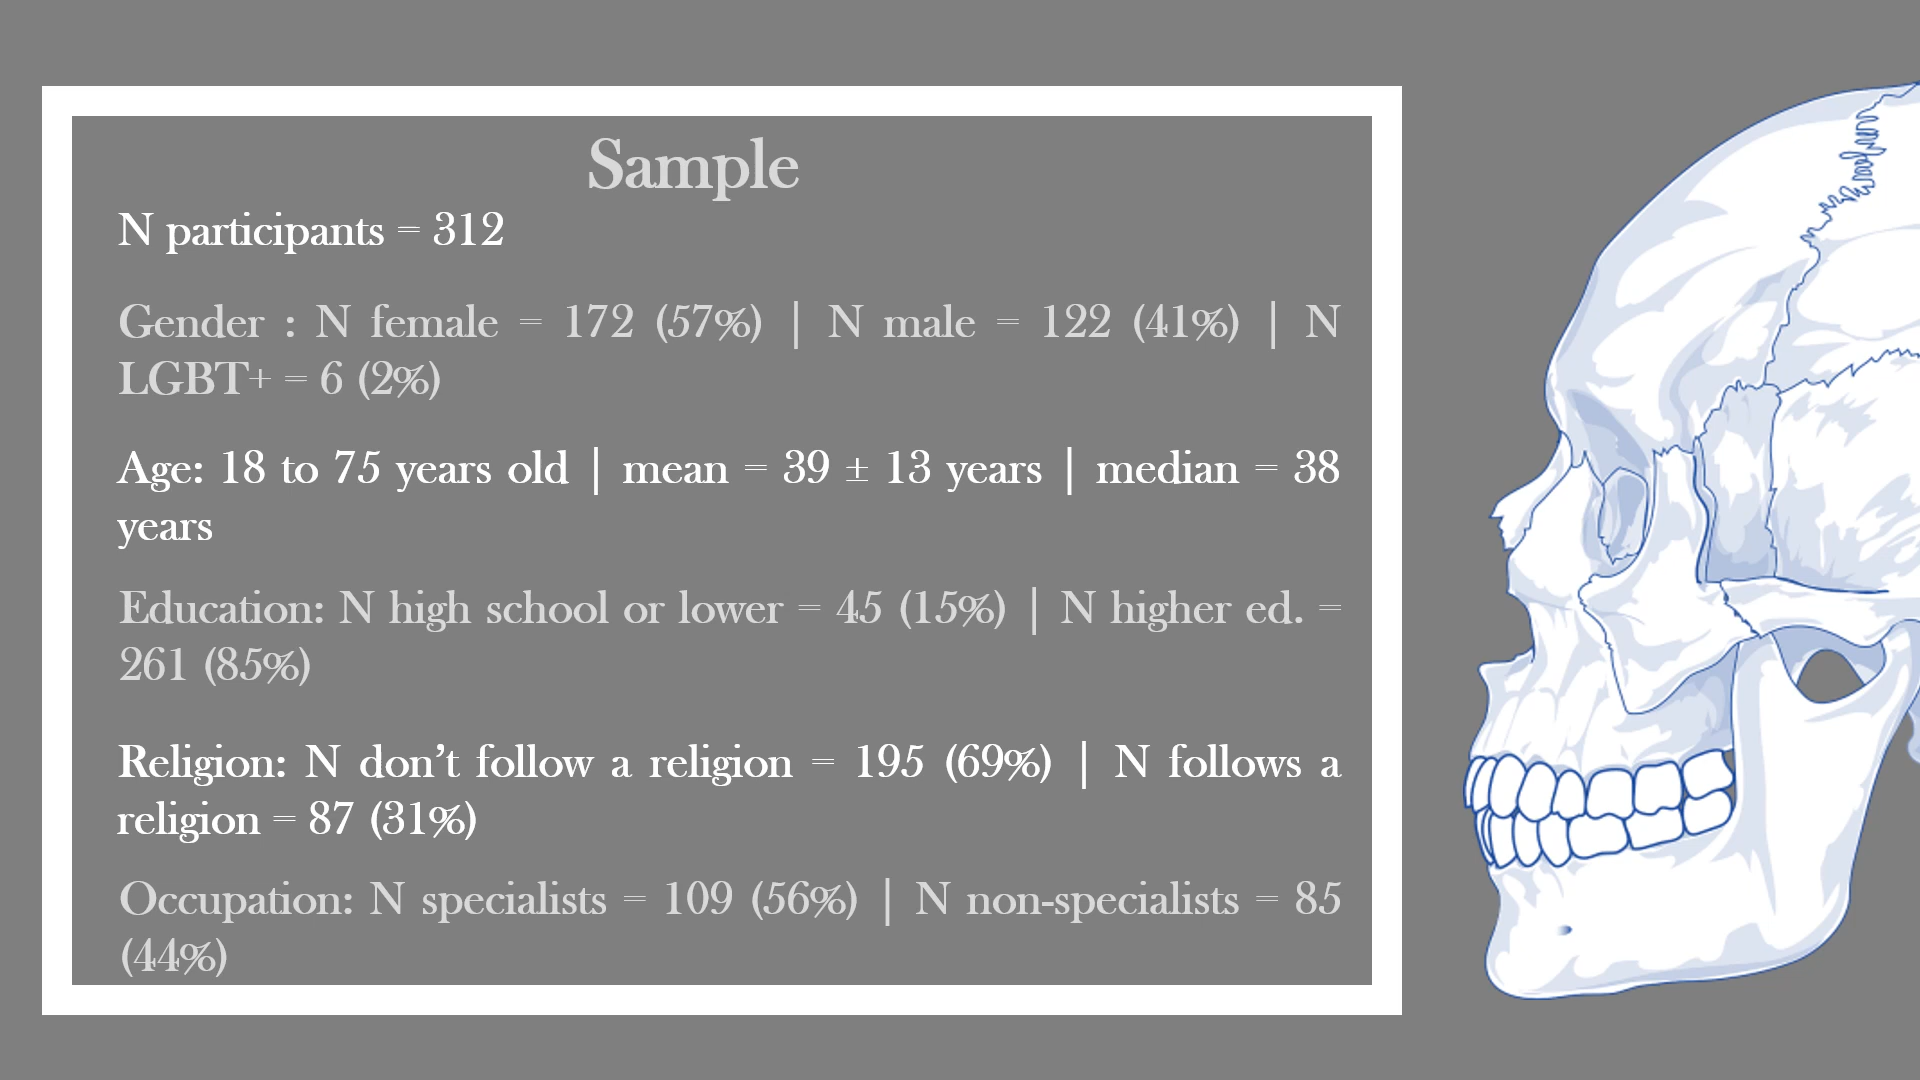 Sample
N participants = 312
Gender : N female = 172 (57%) | N male = 122 (41%) | N
LGBT+ = 6 (2%)
Age: 18 to 75 years old | mean = 39 ± 13 years | median = 38
years
Education: N high school or lower = 45 (15%) | N higher ed. =
261 (85%)
Religion: N don’t follow a religion = 195 (69%) | N follows a
religion = 87 (31%)
Occupation: N specialists = 109 (56%) | N non-specialists = 85
(44%)